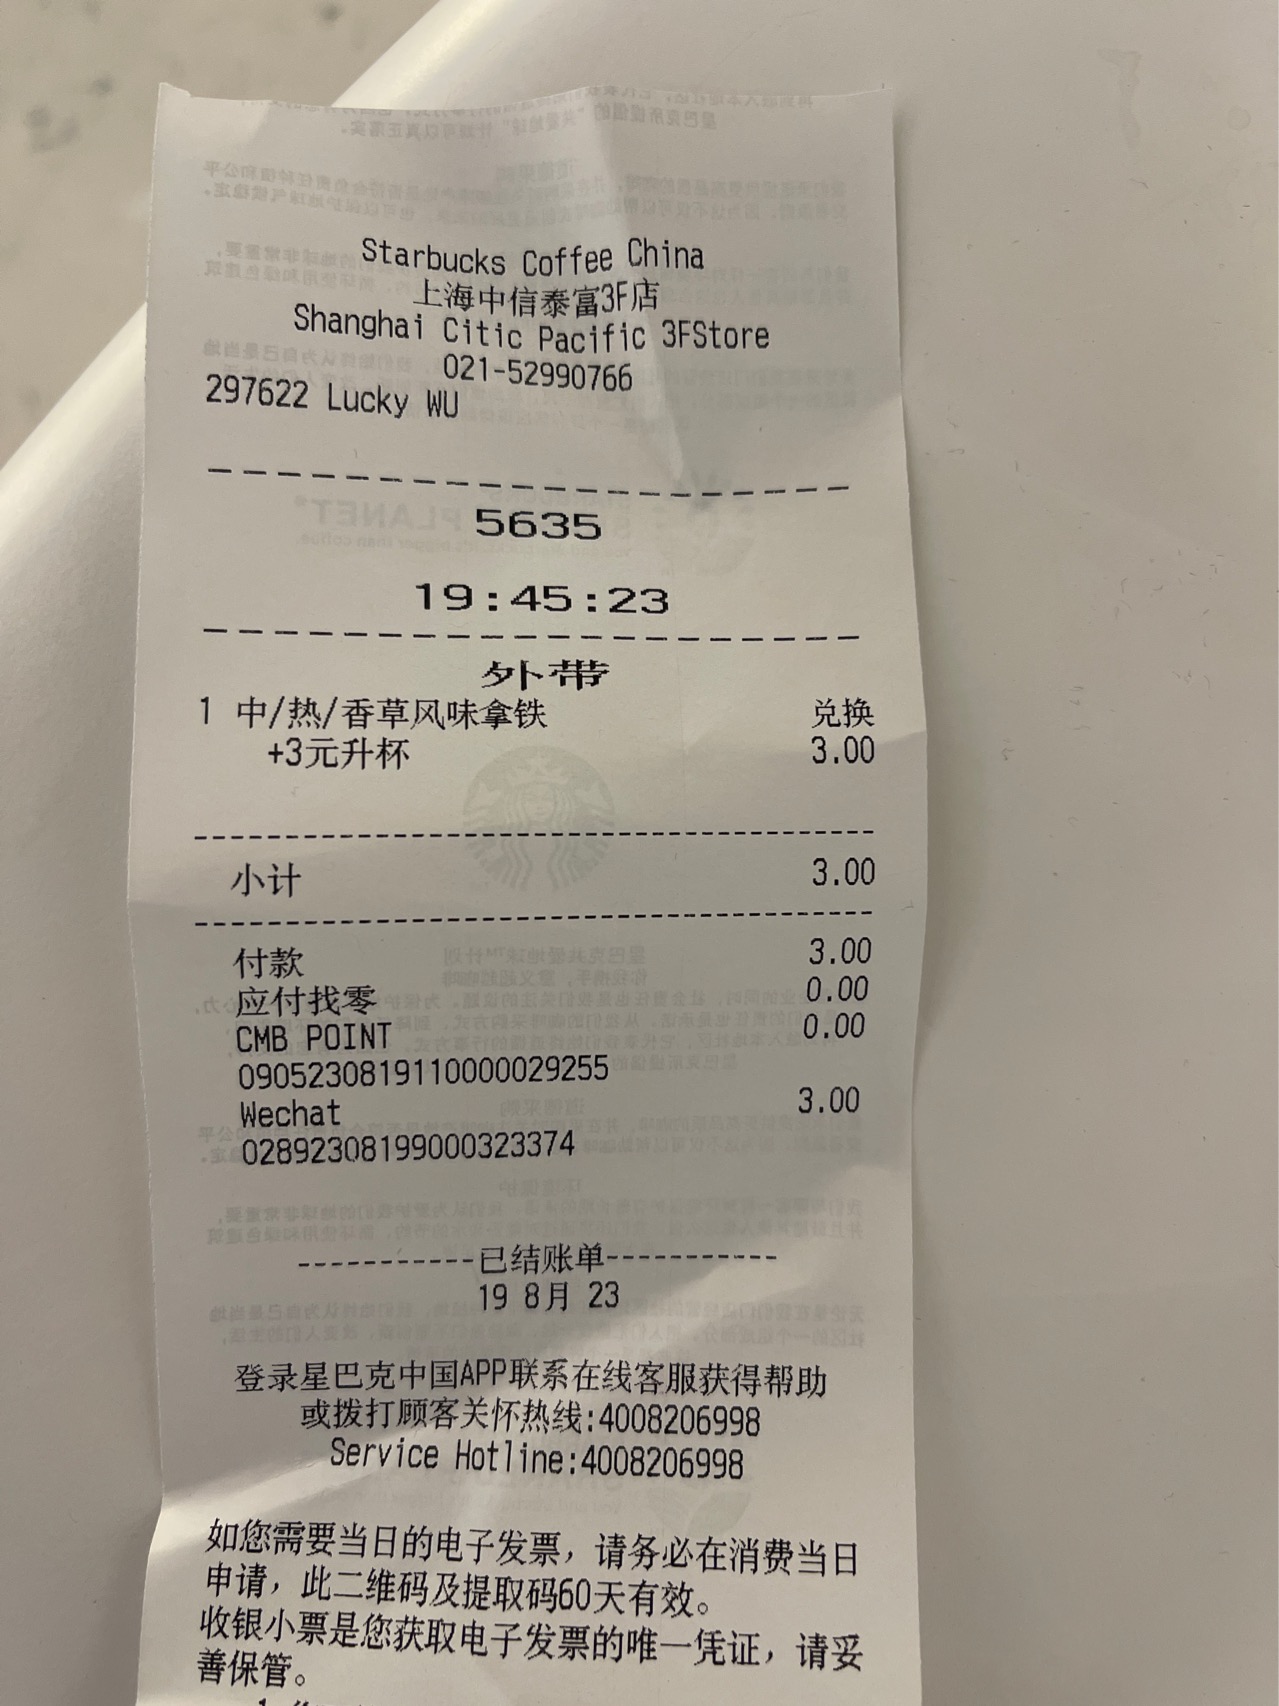 Starbucks Coffee China
上海中信泰富3F店
Shanghai Citic Pacific 3FStore
021-52990766
297622 Lucky WU
5635
19:45:23
外带
1 中/热/香草风味拿铁 兑换
+3元升杯 3.00
小计 3.00
付款 3.00
应付找零 0.00
CMB POINT 0.00
0905230819110000029255
Wechat 3.00
02892308199000323374
-----------已结账单-----------
19 8月 23
登录星巴克中国APP联系在线客服获得帮助
或拨打顾客关怀热线:4008206998
Service Hotline:4008206998
如您需要当日的电子发票，请务必在消费当日
申请，此二维码及提取码60天有效。
收银小票是您获取电子发票的唯一凭证，请妥
善保管。